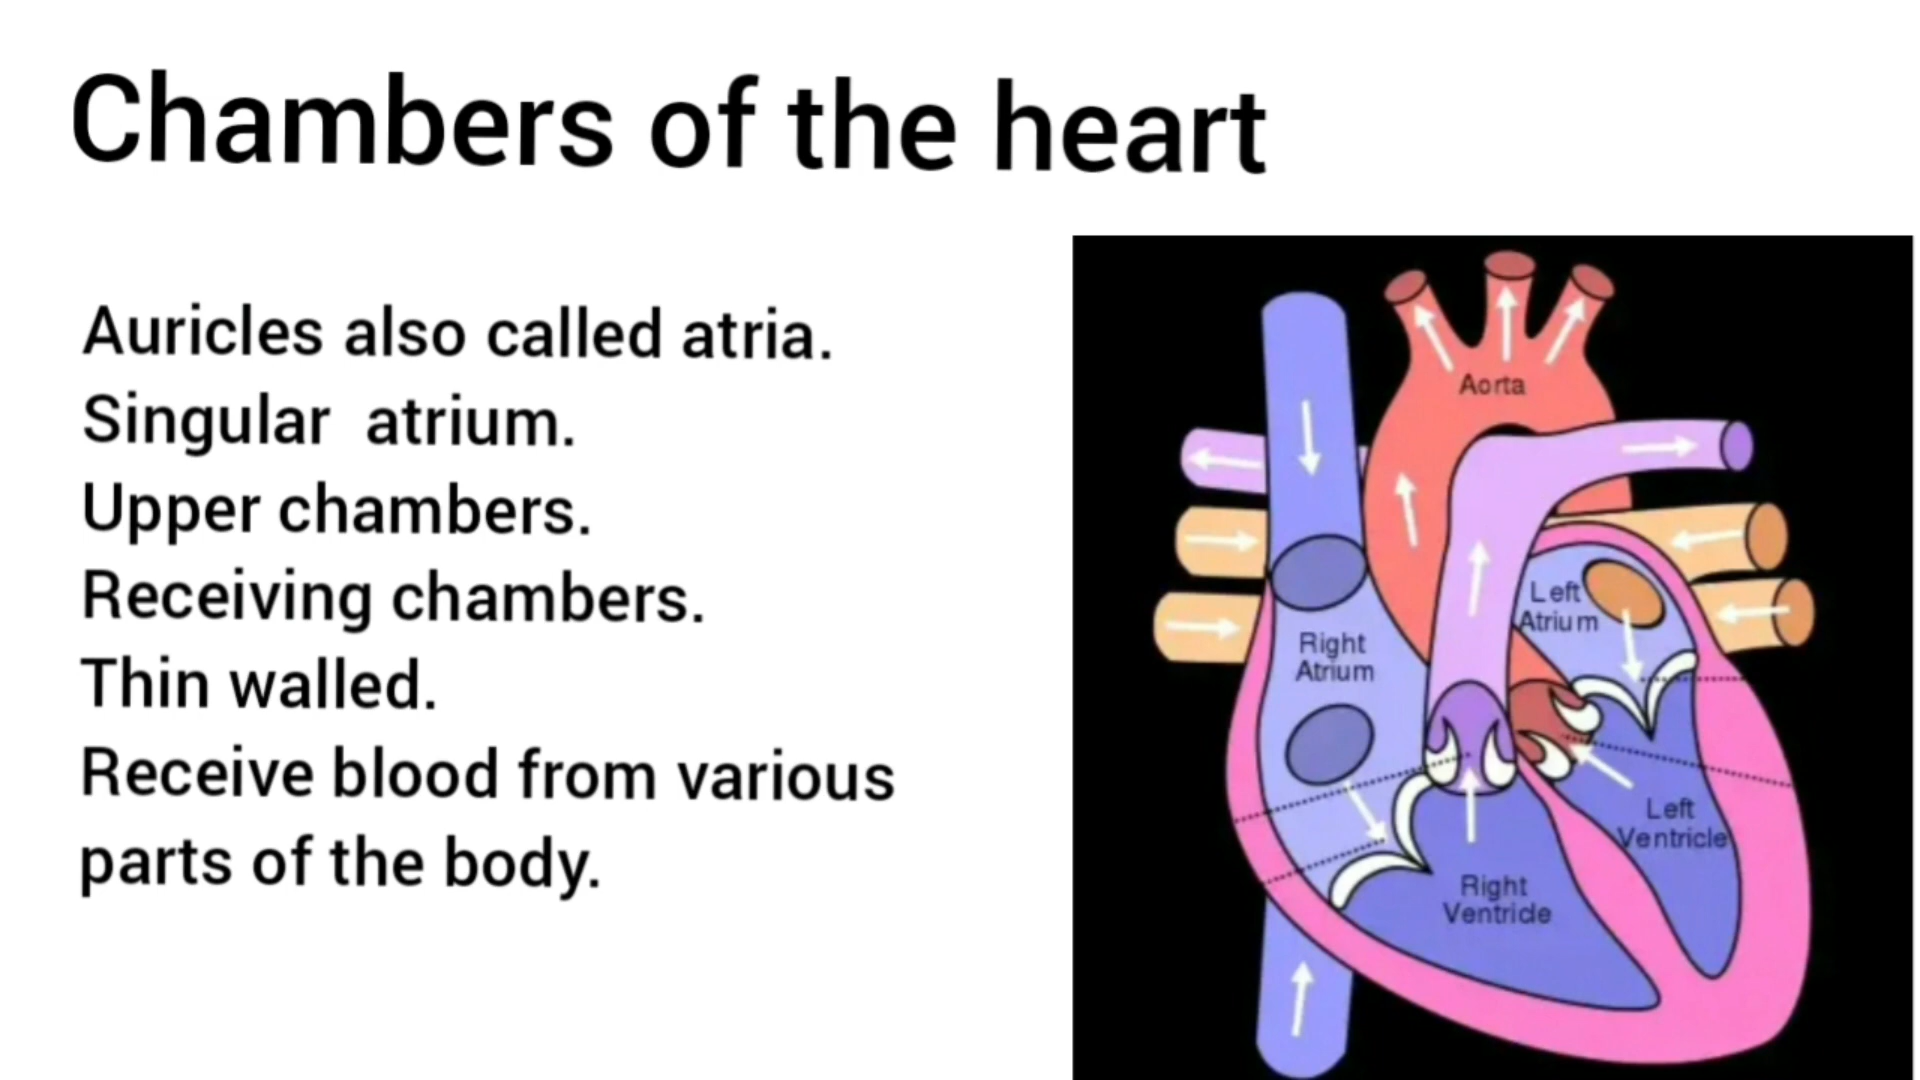 Chambers of the heart
Auricles also called atria.
Singular atrium.
Upper chambers.
Receiving chambers.
Thin walled.
Receive blood from various
parts of the body.
Aorta
Left
Atrium
Right
Atrium
Left
Ventricle
Right
Ventricle